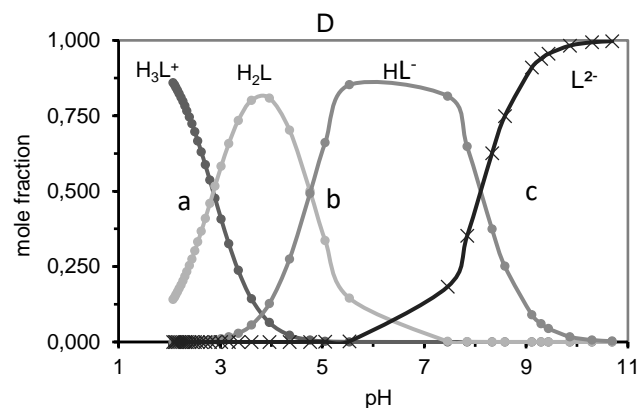 D
1,000
0,750
0,500
0,250
0,000
mole fraction
H₃L⁺
H₂L
HL⁻
L²⁻
a
b
c
1 3 5 7 9 11
pH